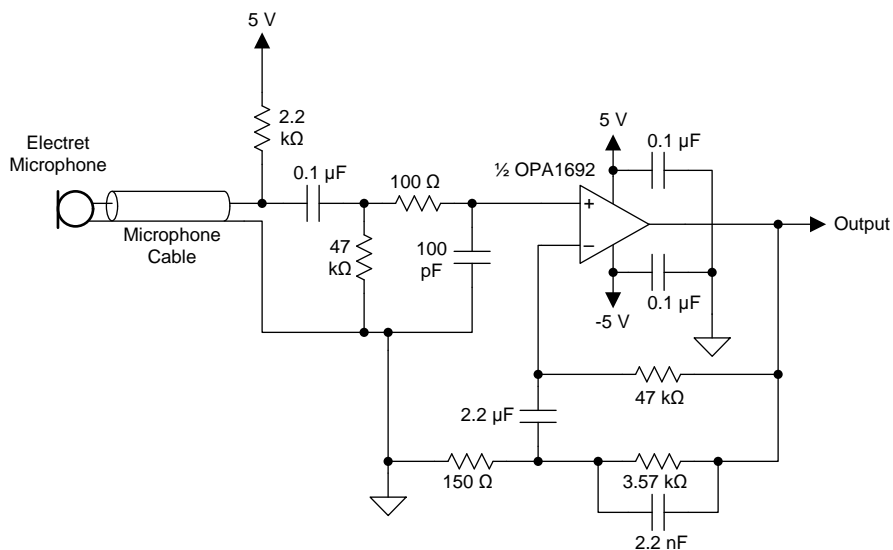 5 V
2.2
kΩ
Electret
Microphone
Microphone
Cable
0.1 µF
100 Ω
47
kΩ
100
pF
½ OPA1692
5 V
0.1 µF
+
−
Output
0.1 µF
-5 V
47 kΩ
2.2 µF
150 Ω
3.57 kΩ
2.2 nF